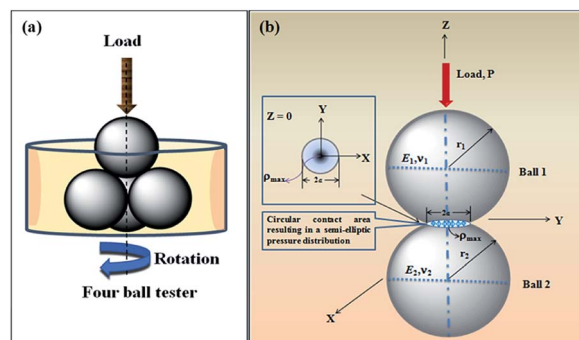 (a)
Load
Rotation
Four ball tester
(b)
Z
Load, P
Z = 0
Y
X
ρmax
2a
r1
E1,ν1
Ball 1
Circular contact area
resulting in a semi-elliptic
pressure distribution
2a
Y
ρmax
r2
E2,ν2
Ball 2
X